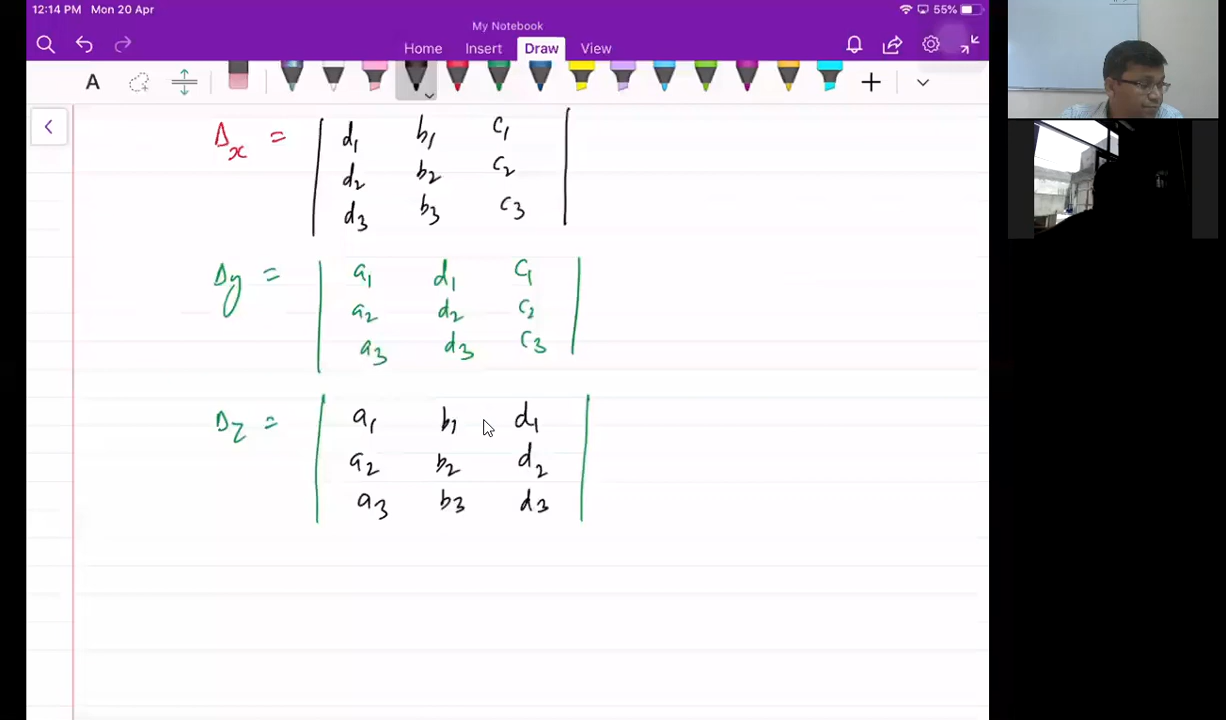 12:14 PM Mon 20 Apr
55%
My Notebook
Home Insert Draw View
A
Δx = | d1 b1 c1 |
d2 b2 c2
d3 b3 c3
Δy = | a1 d1 c1 |
a2 d2 c2
a3 d3 c3
Δz = | a1 b1 d1 |
a2 b2 d2
a3 b3 d3